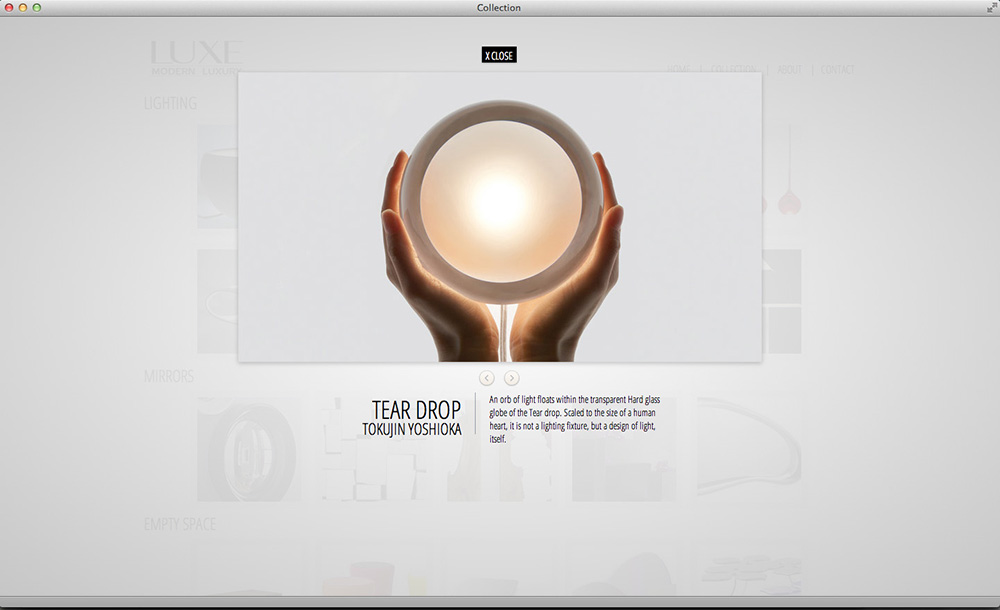 Collection
X CLOSE
LUXE
MODERN LUXURY
HOME | COLLECTION | ABOUT | CONTACT
LIGHTING
MIRRORS
TEAR DROP
TOKUJIN YOSHIOKA
An orb of light floats within the transparent Hard glass
globe of the Tear drop. Scaled to the size of a human
heart, it is not a lighting fixture, but a design of light,
itself.
EMPTY SPACE